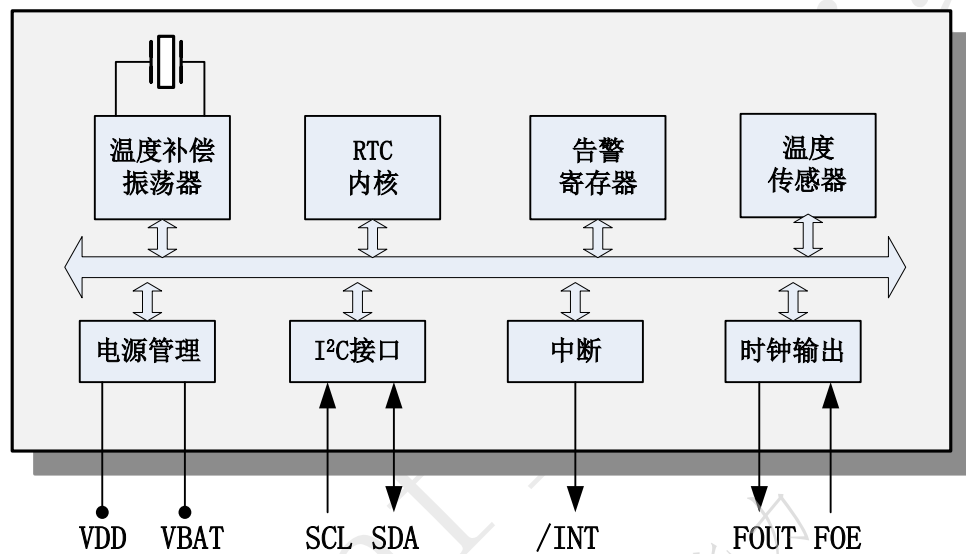 温度补偿
振荡器
RTC
内核
告警
寄存器
温度
传感器
电源管理
I²C接口
中断
时钟输出
VDD VBAT SCL SDA /INT FOUT FOE